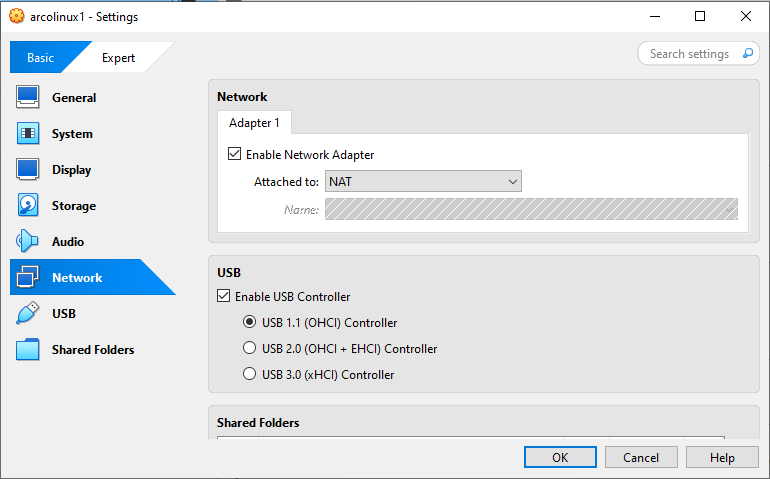 arcolinux1 - Settings
Basic
Expert
Search settings
General
System
Display
Storage
Audio
Network
USB
Shared Folders
Network
Adapter 1
Enable Network Adapter
Attached to: NAT
Name:
USB
Enable USB Controller
USB 1.1 (OHCI) Controller
USB 2.0 (OHCI + EHCI) Controller
USB 3.0 (xHCI) Controller
Shared Folders
OK
Cancel
Help